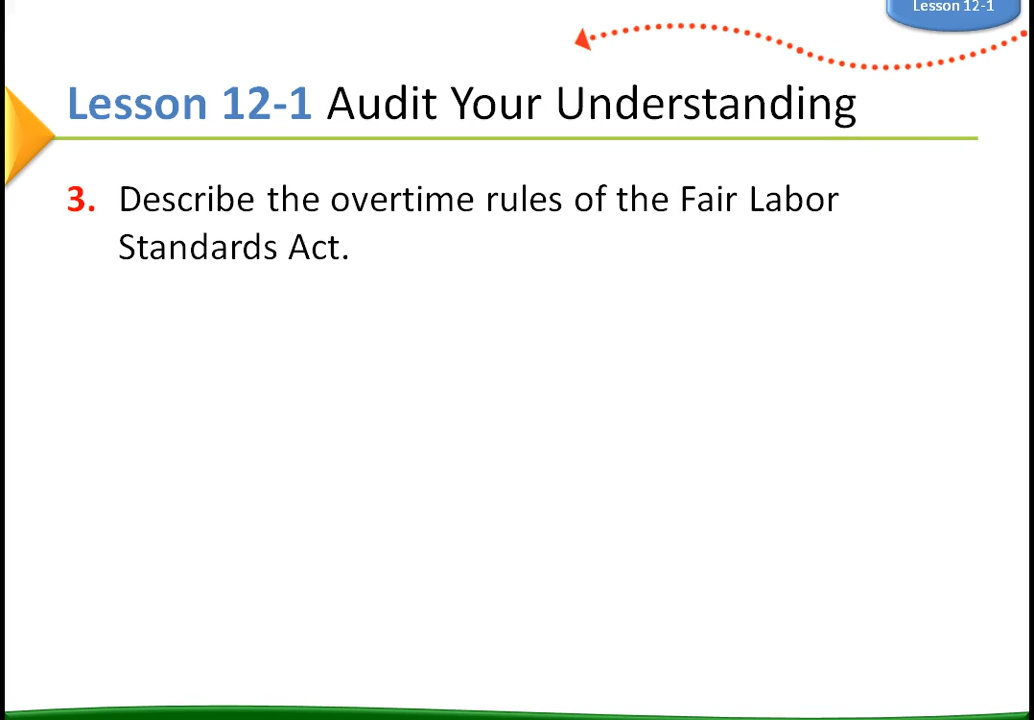 Lesson 12-1
Lesson 12-1 Audit Your Understanding
3. Describe the overtime rules of the Fair Labor
Standards Act.